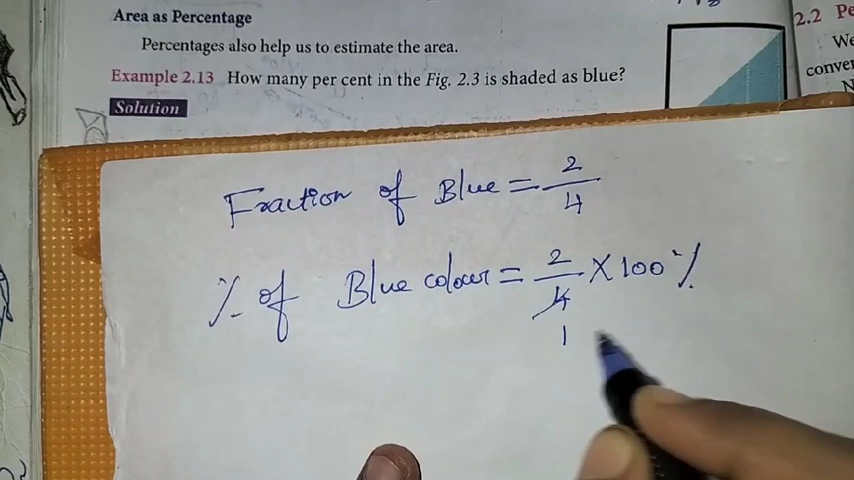 Area as Percentage
Percentages also help us to estimate the area.
Example 2.13 How many per cent in the Fig. 2.3 is shaded as blue?
Solution
2.2
We
conver
Fraction of Blue = 2/4
% of Blue colour = 2/4 × 100%
1